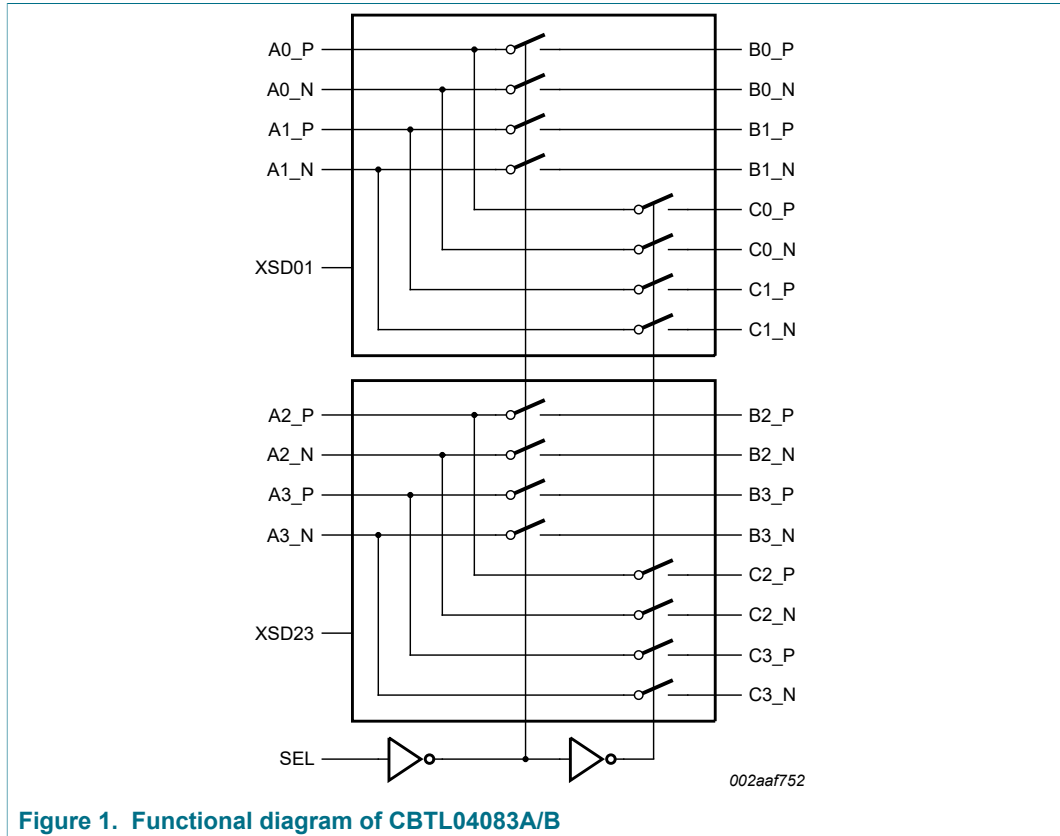 A0_P
B0_P
A0_N
B0_N
A1_P
B1_P
A1_N
B1_N
C0_P
C0_N
XSD01
C1_P
C1_N
A2_P
B2_P
A2_N
B2_N
A3_P
B3_P
A3_N
B3_N
C2_P
C2_N
XSD23
C3_P
C3_N
SEL
002aaf752
Figure 1. Functional diagram of CBTL04083A/B